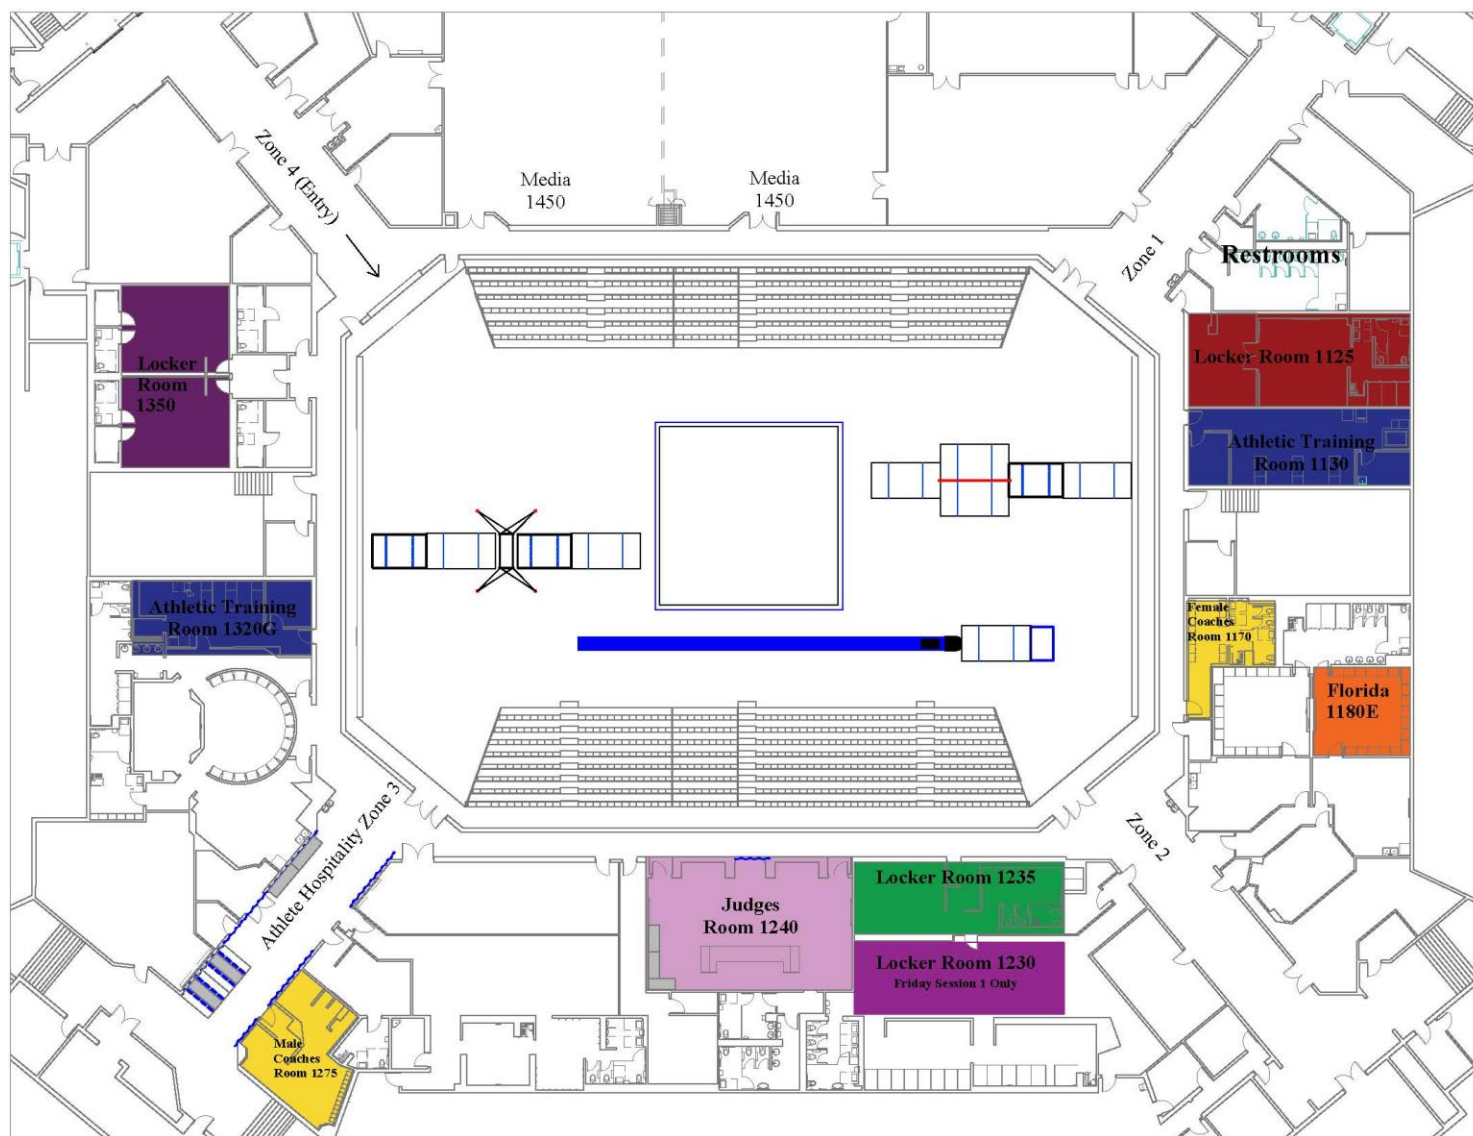 Zone 4 (Entry)
Media
1450
Media
1450
Zone 1
Restrooms
Locker
Room
1350
Locker Room 1125
Athletic Training
Room 1130
Athletic Training
Room 1320G
Female
Coaches
Room 1170
Florida
1180E
Athlete Hospitality Zone 3
Zone 2
Judges
Room 1240
Locker Room 1235
Locker Room 1230
Friday Session 1 Only
Male
Coaches
Room 1275